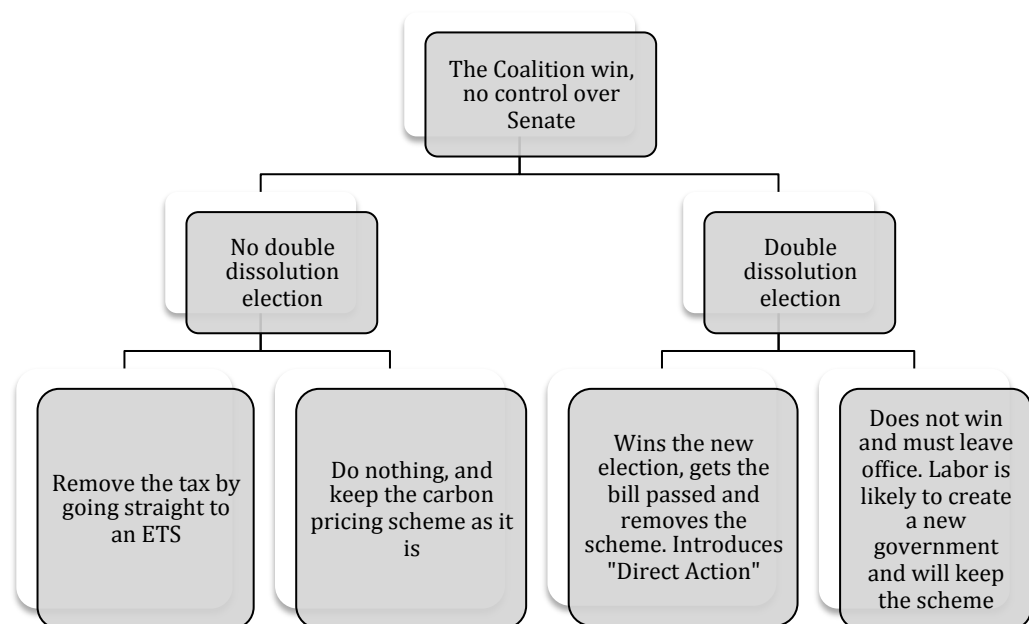 The Coalition win,
no control over
Senate
No double
dissolution
election
Double
dissolution
election
Remove the tax by
going straight to
an ETS
Do nothing, and
keep the carbon
pricing scheme as it
is
Wins the new
election, gets the
bill passed and
removes the
scheme. Introduces
"Direct Action"
Does not win
and must leave
office. Labor is
likely to create
a new
government
and will keep
the scheme